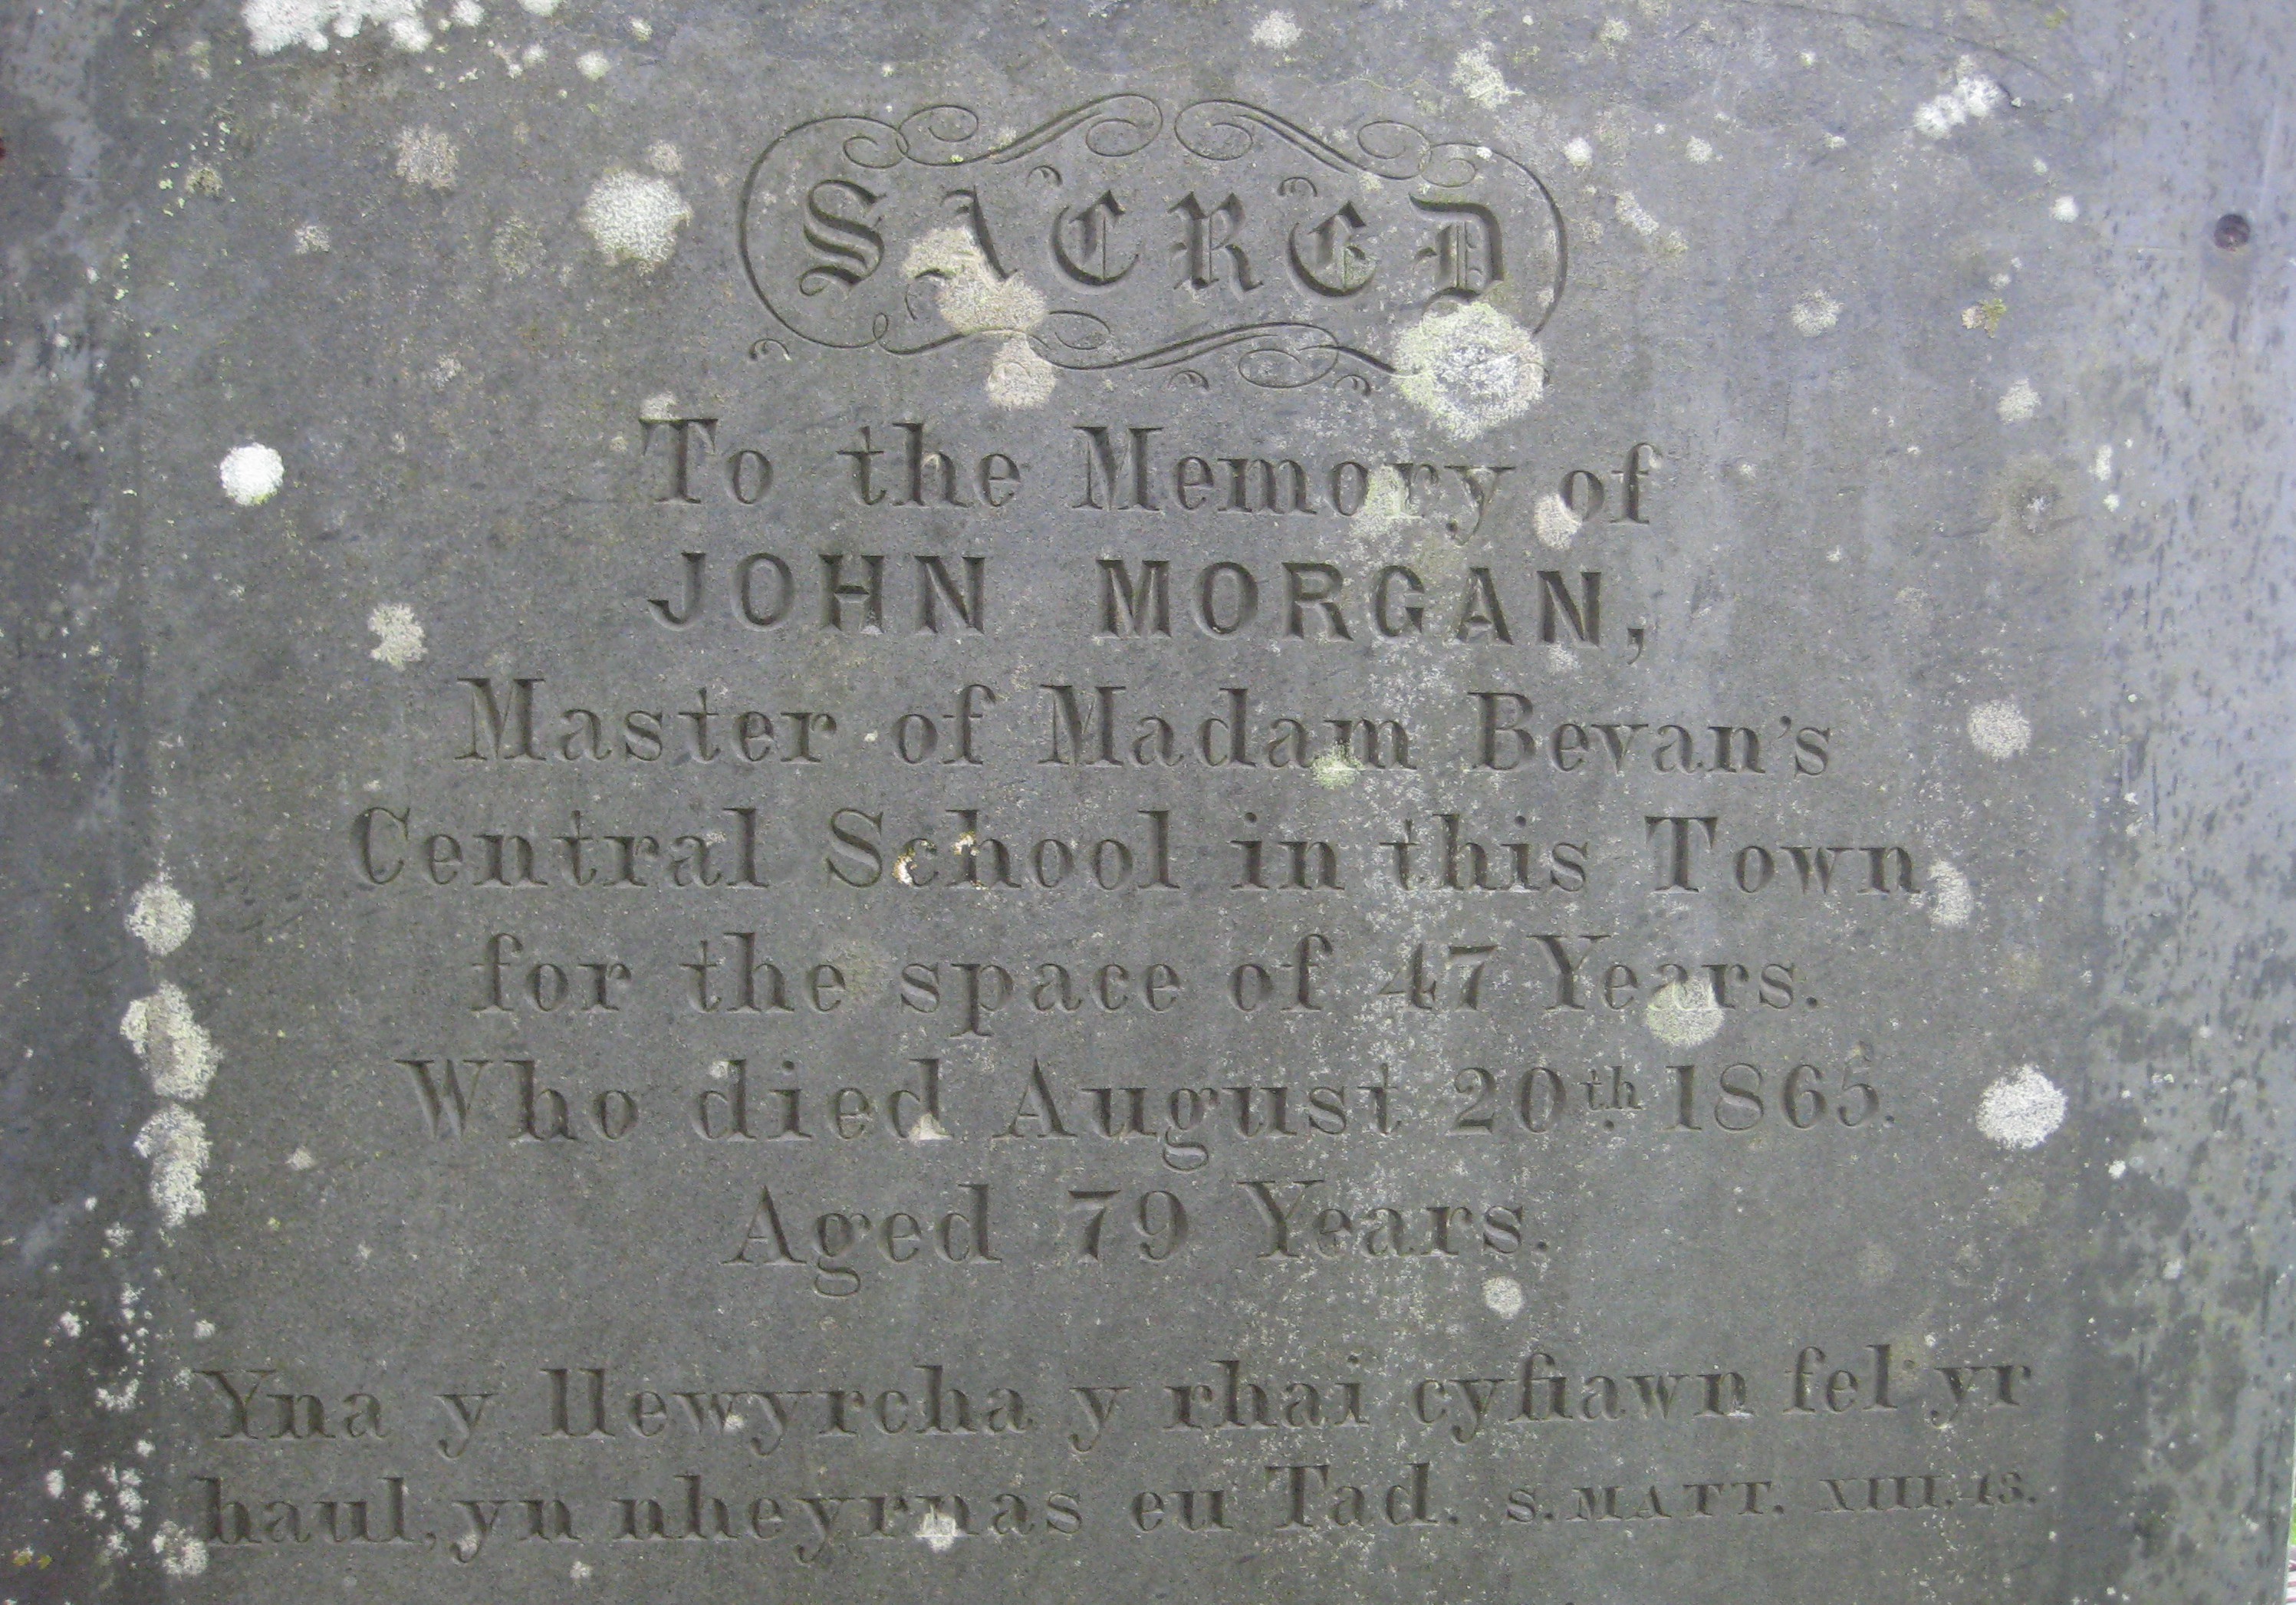 SACRED
To the Memory of
JOHN MORGAN,
Master of Madam Bevan's
Central School in this Town,
for the space of 47 Years.
Who died August 20th. 1865.
Aged 79 Years.
Yna y llewyrcha y rhai cyfiawn fel yr
haul, yn nheyrnas eu Tad. S. MATT. XIII. 43.